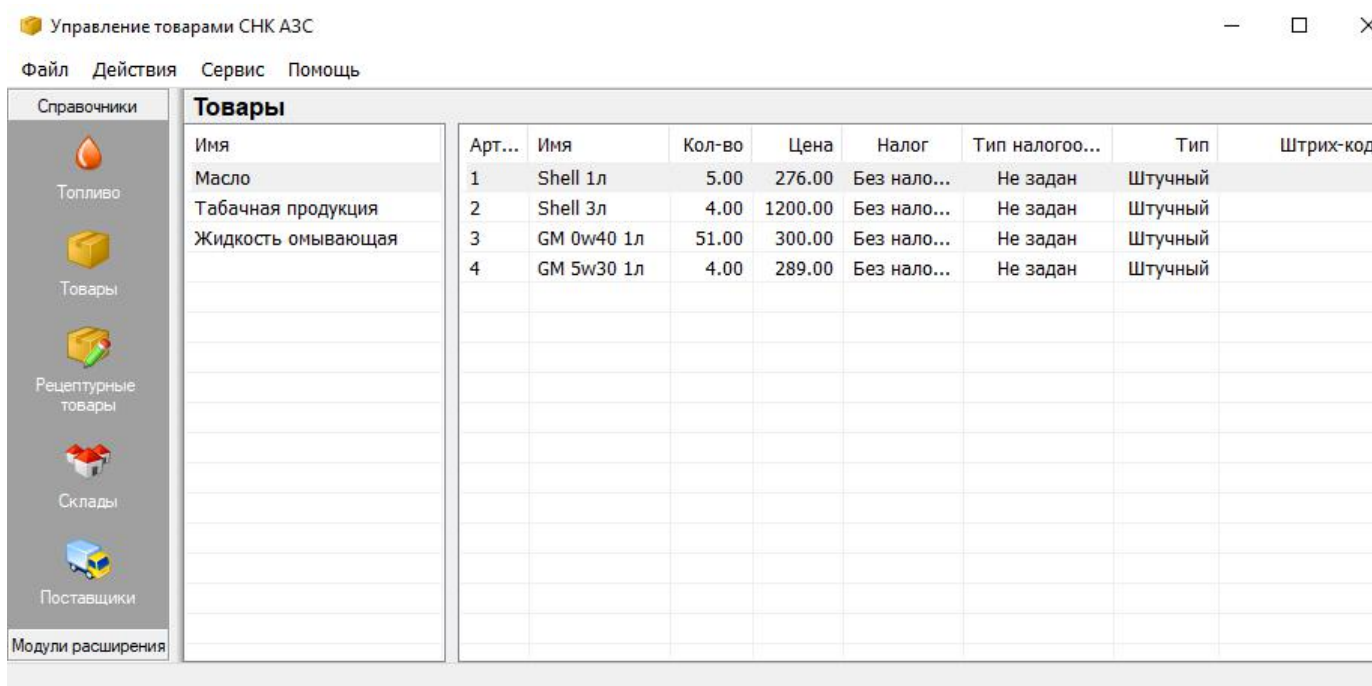 Управление товарами СНК АЗС
Файл Действия Сервис Помощь
Справочники
Топливо
Товары
Рецептурные
товары
Склады
Поставщики
Модули расширения
Товары
Имя
Масло
Табачная продукция
Жидкость омывающая
Арт... Имя Кол-во Цена Налог Тип налогоо... Тип Штрих-код
1 Shell 1л 5.00 276.00 Без нало... Не задан Штучный
2 Shell 3л 4.00 1200.00 Без нало... Не задан Штучный
3 GM 0w40 1л 51.00 300.00 Без нало... Не задан Штучный
4 GM 5w30 1л 4.00 289.00 Без нало... Не задан Штучный